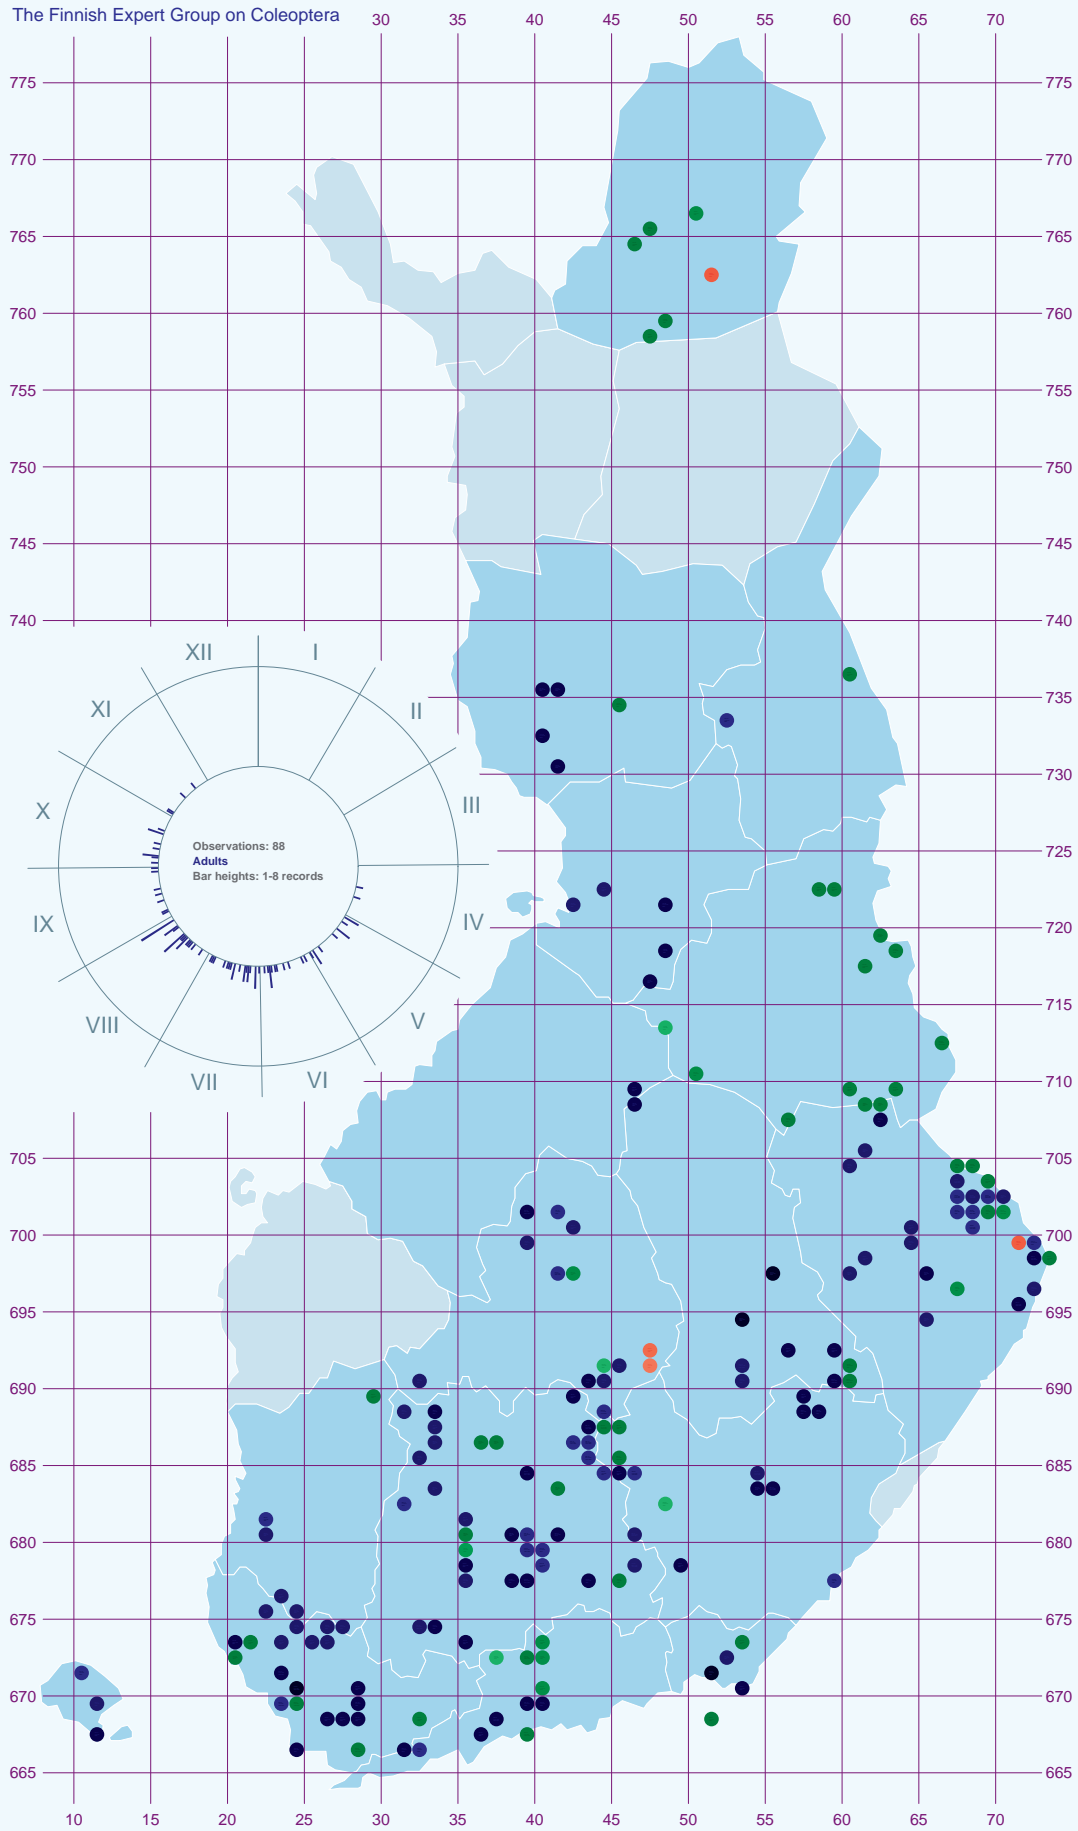 The Finnish Expert Group on Coleoptera 30 35 40 45 50 55 60 65 70
775 775
770 770
765 765
760 760
755 755
750 750
745 745
740 740
XII I
XI II
735
730
X III
Observations: 88
Adults
Bar heights: 1-8 records
725
IX IV
720
VIII V
715
VII VI
710
705 705
700 700
695 695
690 690
685 685
680 680
675 675
670 670
665 665
10 15 20 25 30 35 40 45 50 55 60 65 70